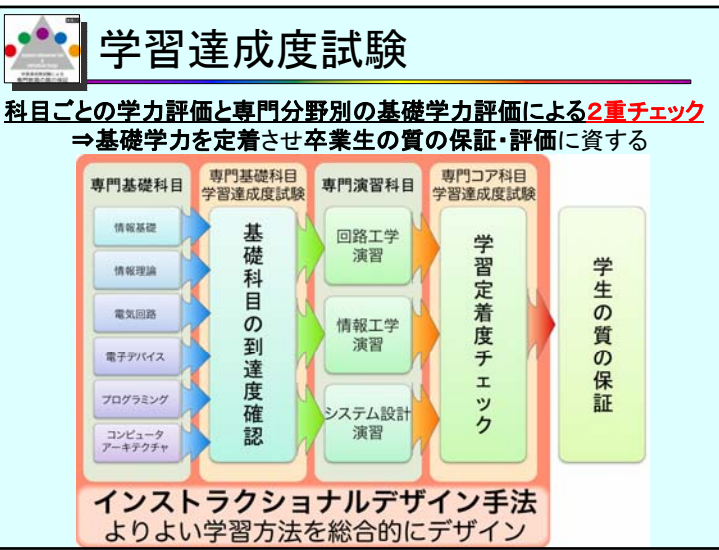 学習達成度試験
科目ごとの学力評価と専門分野別の基礎学力評価による2重チェック
⇒基礎学力を定着させ卒業生の質の保証・評価に資する
専門基礎科目
情報基礎
情報理論
電気回路
電子デバイス
プログラミング
コンピュータ
アーキテクチャ
専門基礎科目
学習達成度試験
基礎科目の到達度確認
専門演習科目
回路工学
演習
情報工学
演習
システム設計
演習
専門コア科目
学習達成度試験
学習定着度チェック
学生の質の保証
インストラクショナルデザイン手法
よりよい学習方法を総合的にデザイン